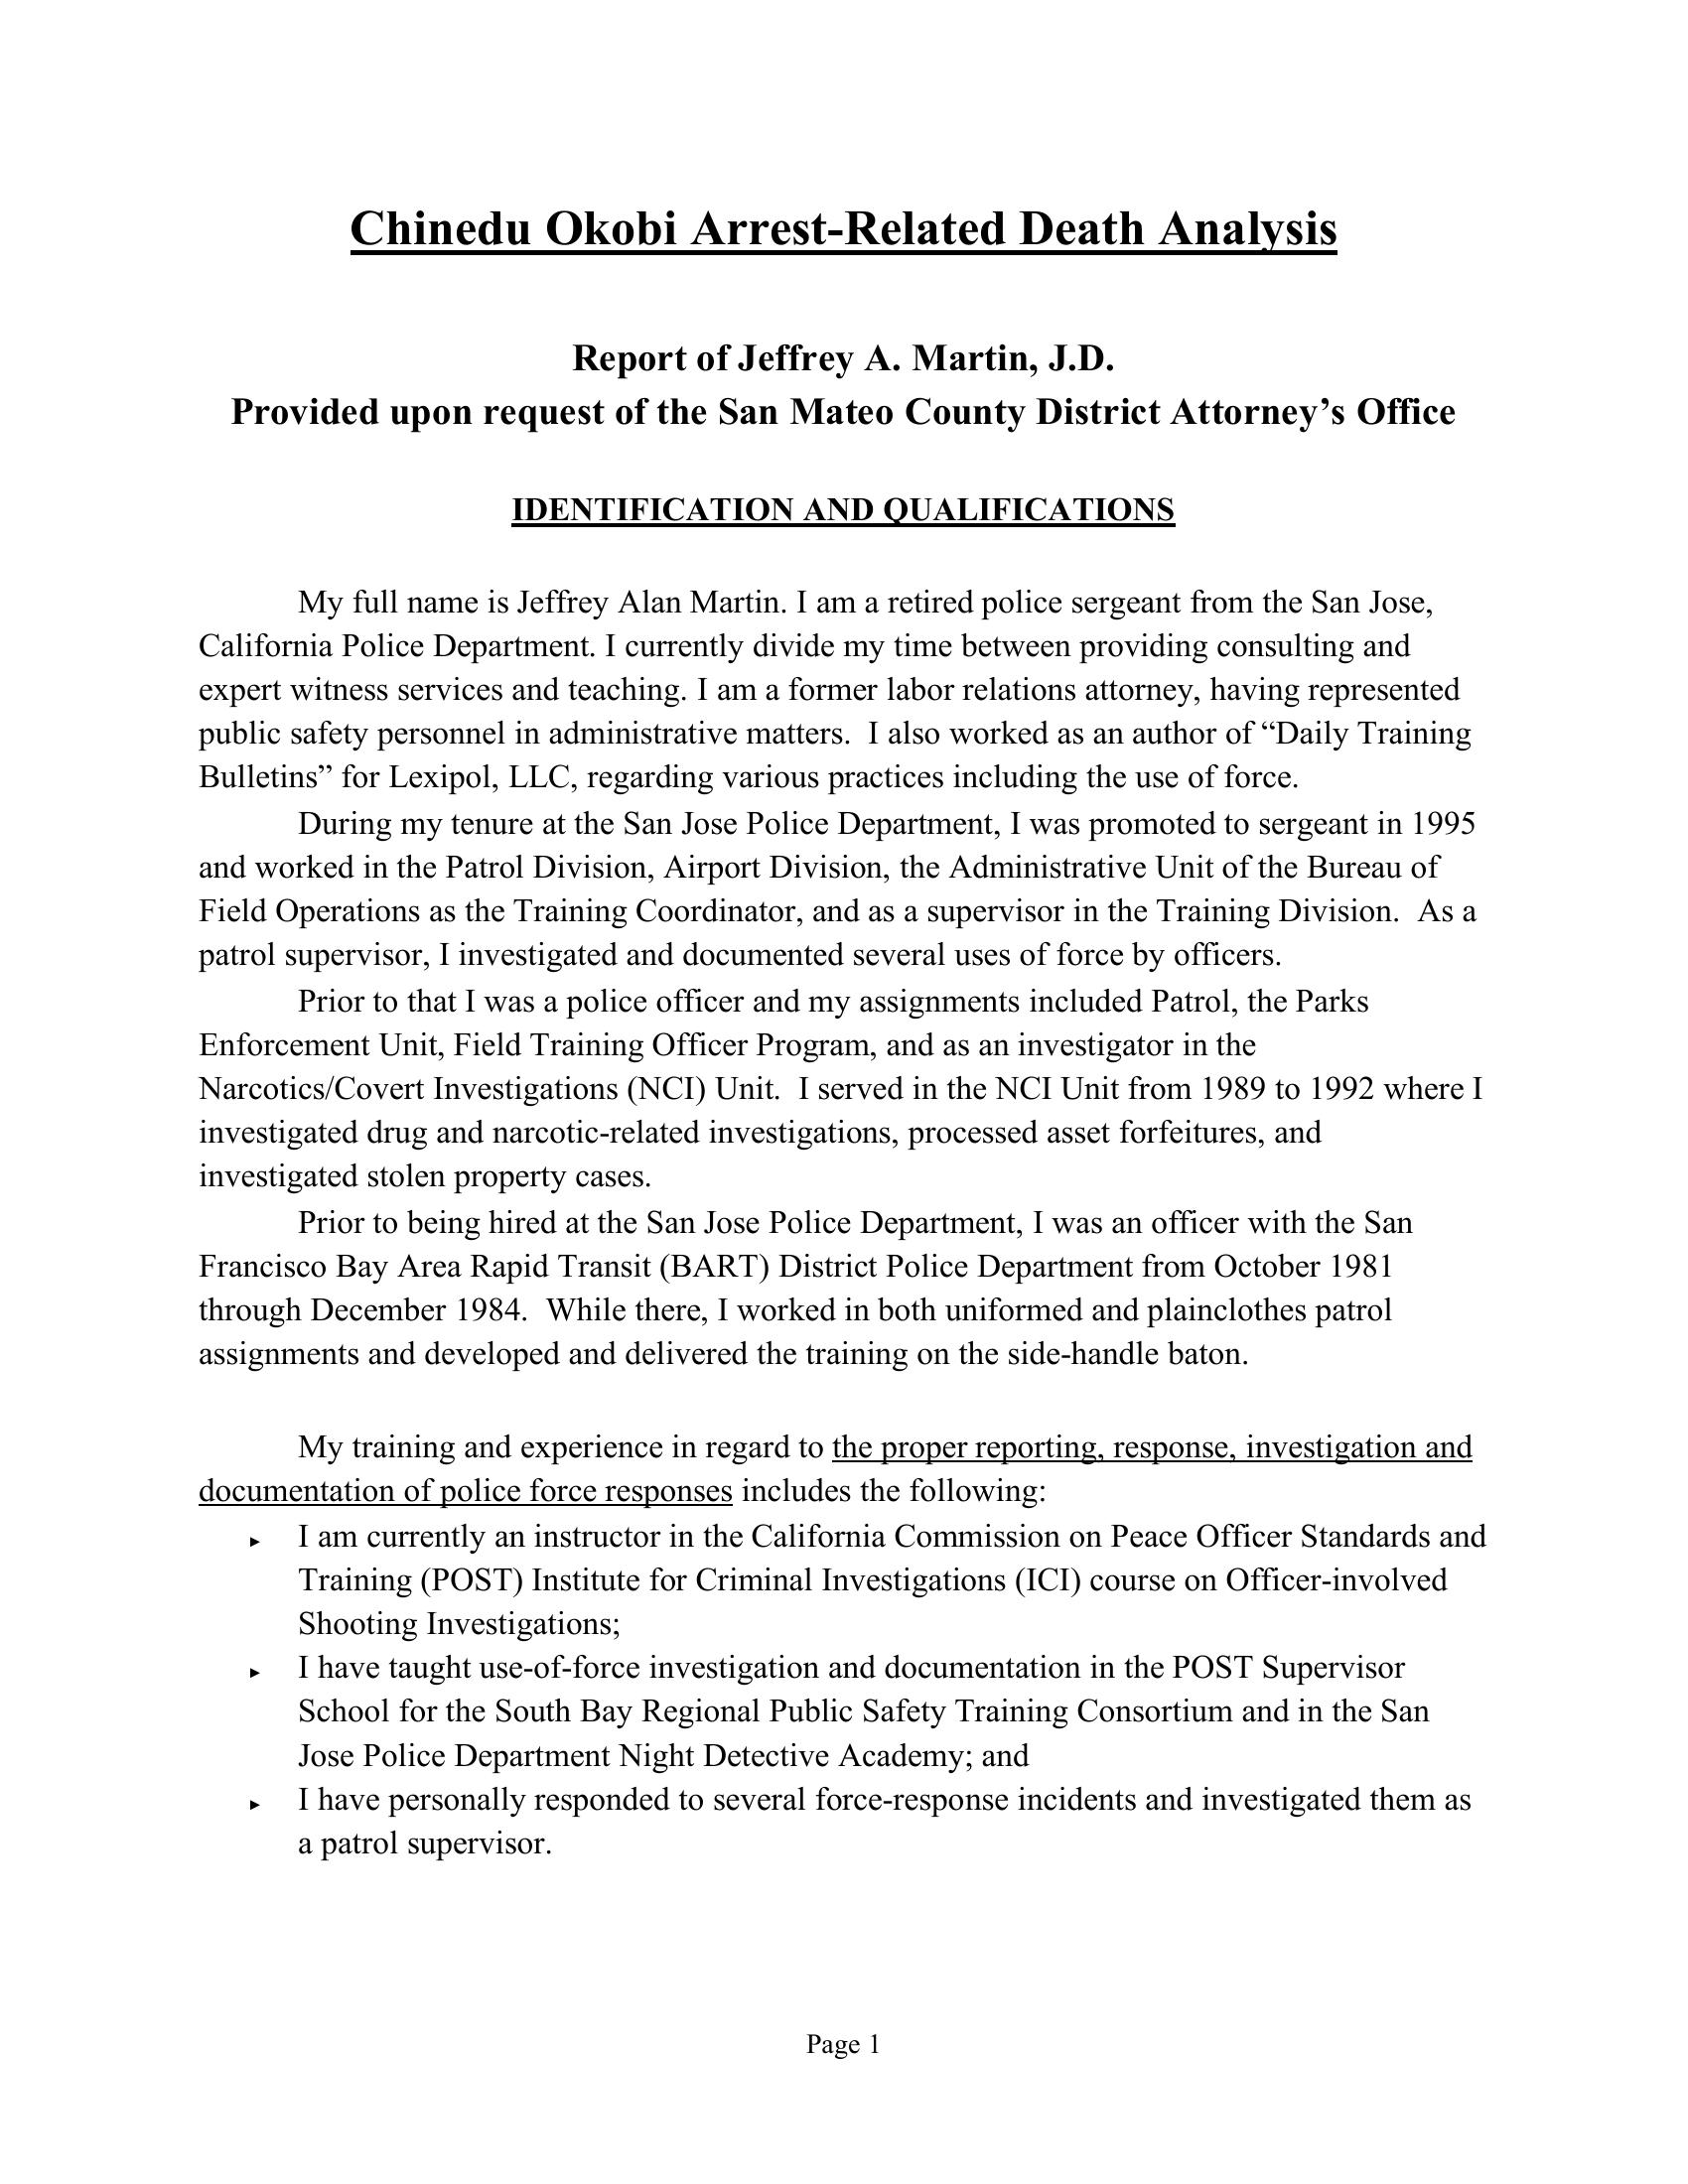 Chinedu Okobi Arrest-Related Death Analysis
Report of Jeffrey A. Martin, J.D.
Provided upon request of the San Mateo County District Attorney’s Office
IDENTIFICATION AND QUALIFICATIONS
My full name is Jeffrey Alan Martin. I am a retired police sergeant from the San Jose,
California Police Department. I currently divide my time between providing consulting and
expert witness services and teaching. I am a former labor relations attorney, having represented
public safety personnel in administrative matters.  I also worked as an author of “Daily Training
Bulletins” for Lexipol, LLC, regarding various practices including the use of force.
During my tenure at the San Jose Police Department, I was promoted to sergeant in 1995
and worked in the Patrol Division, Airport Division, the Administrative Unit of the Bureau of
Field Operations as the Training Coordinator, and as a supervisor in the Training Division.  As a
patrol supervisor, I investigated and documented several uses of force by officers.
Prior to that I was a police officer and my assignments included Patrol, the Parks
Enforcement Unit, Field Training Officer Program, and as an investigator in the
Narcotics/Covert Investigations (NCI) Unit.  I served in the NCI Unit from 1989 to 1992 where I
investigated drug and narcotic-related investigations, processed asset forfeitures, and
investigated stolen property cases.
Prior to being hired at the San Jose Police Department, I was an officer with the San
Francisco Bay Area Rapid Transit (BART) District Police Department from October 1981
through December 1984.  While there, I worked in both uniformed and plainclothes patrol
assignments and developed and delivered the training on the side-handle baton.
My training and experience in regard to the proper reporting, response, investigation and
documentation of police force responses includes the following:
► I am currently an instructor in the California Commission on Peace Officer Standards and
Training (POST) Institute for Criminal Investigations (ICI) course on Officer-involved
Shooting Investigations;
► I have taught use-of-force investigation and documentation in the POST Supervisor
School for the South Bay Regional Public Safety Training Consortium and in the San
Jose Police Department Night Detective Academy; and
► I have personally responded to several force-response incidents and investigated them as
a patrol supervisor.
Page 1